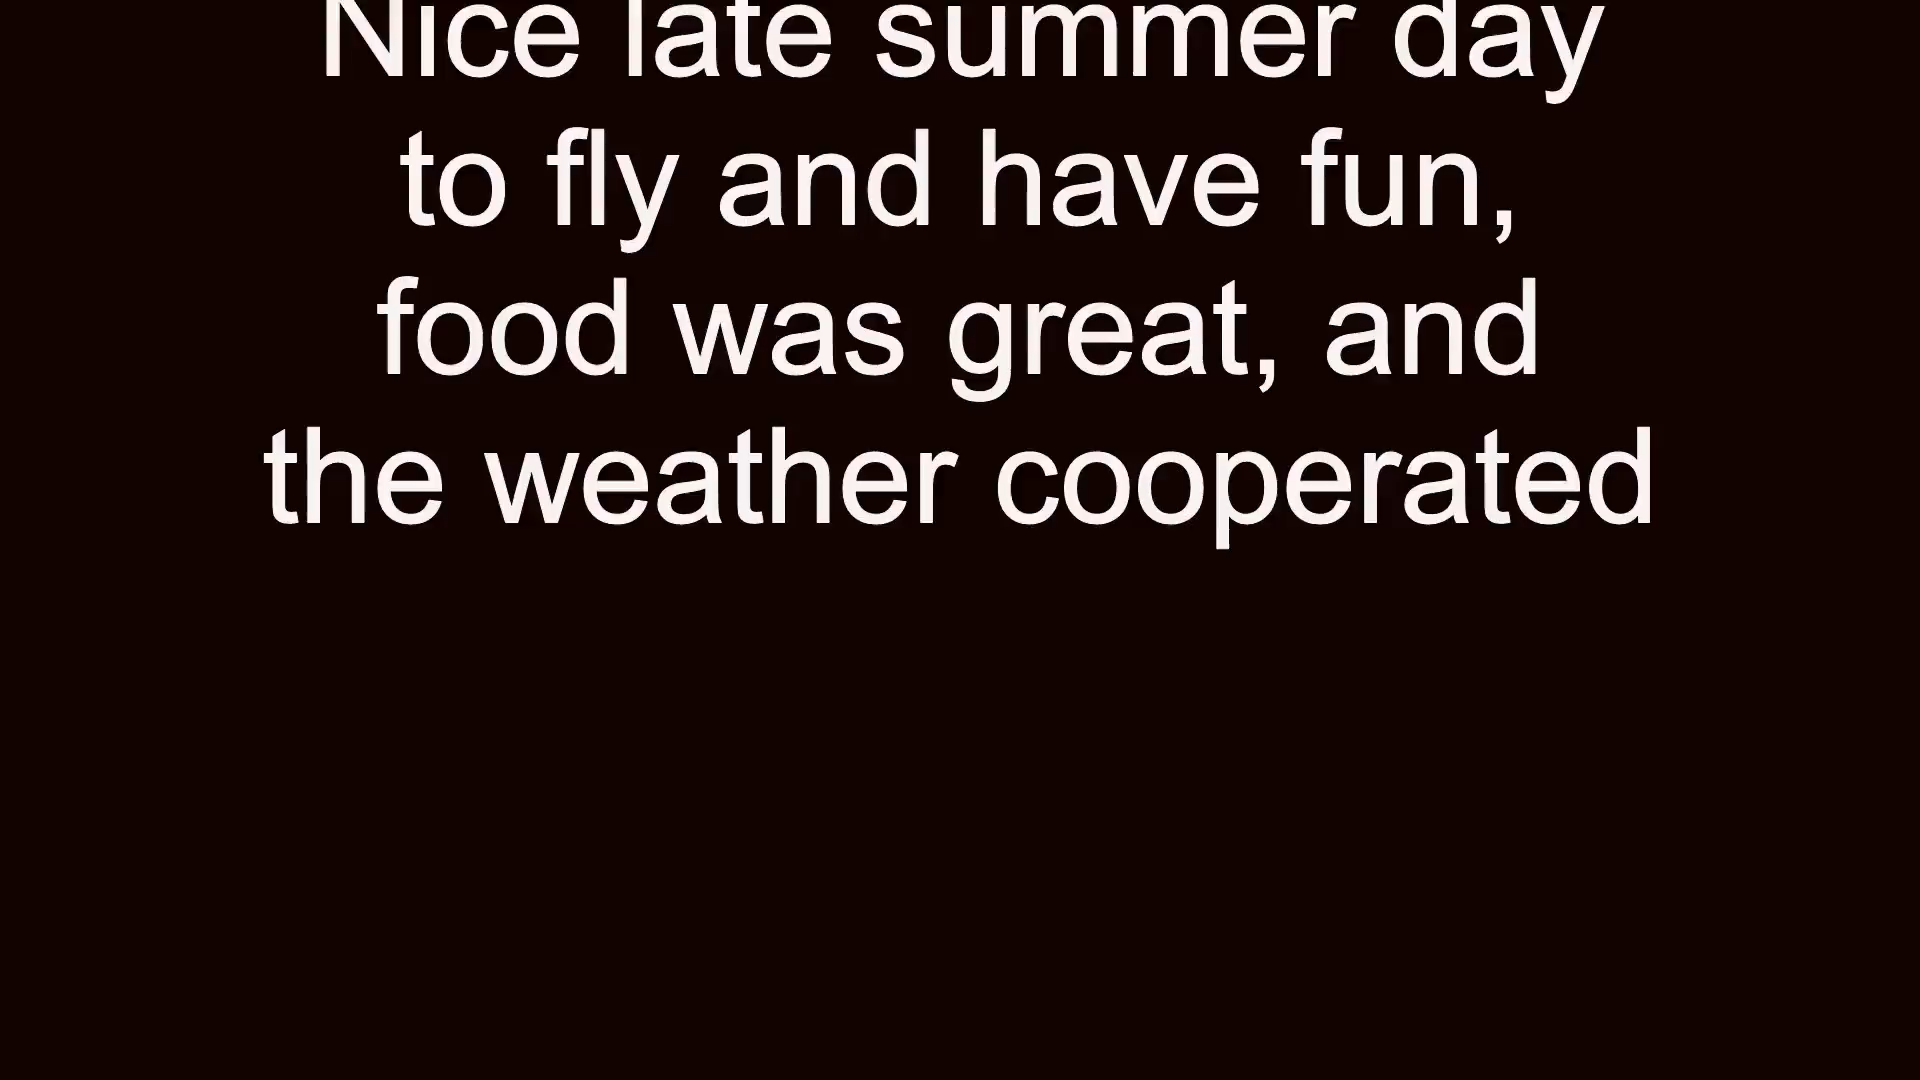 Nice late summer day
to fly and have fun,
food was great, and
the weather cooperated